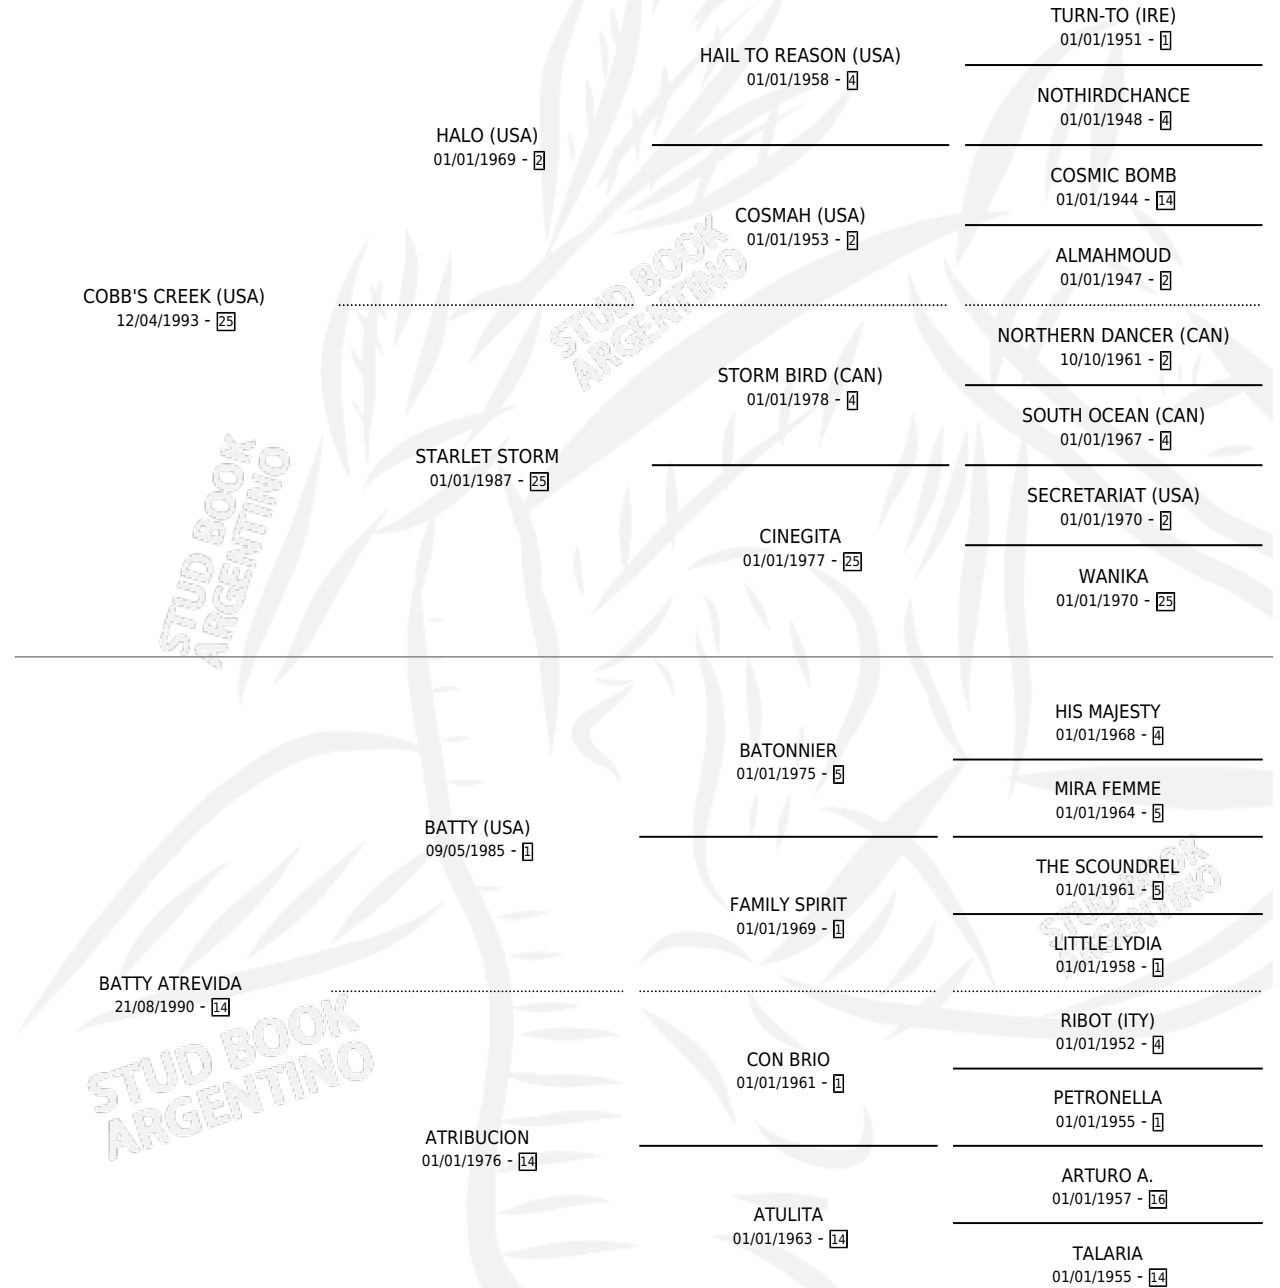 TURN-TO (IRE)
01/01/1951 - 1
HAIL TO REASON (USA)
01/01/1958 - 4
NOTHIRDCHANCE
01/01/1948 - 4
HALO (USA)
01/01/1969 - 2
COSMIC BOMB
01/01/1944 - 14
COSMAH (USA)
01/01/1953 - 2
ALMAHMOUD
01/01/1947 - 2
COBB'S CREEK (USA)
12/04/1993 - 25
NORTHERN DANCER (CAN)
10/10/1961 - 2
STORM BIRD (CAN)
01/01/1978 - 4
SOUTH OCEAN (CAN)
01/01/1967 - 4
STARLET STORM
01/01/1987 - 25
SECRETARIAT (USA)
01/01/1970 - 2
CINEGITA
01/01/1977 - 25
WANIKA
01/01/1970 - 25
STUD BOOK
ARGENTINO
STUD BOOK
ARGENTINO
HIS MAJESTY
01/01/1968 - 4
BATONNIER
01/01/1975 - 5
MIRA FEMME
01/01/1964 - 5
BATTY (USA)
09/05/1985 - 1
THE SCOUNDREL
01/01/1961 - 5
FAMILY SPIRIT
01/01/1969 - 1
LITTLE LYDIA
01/01/1958 - 1
BATTY ATREVIDA
21/08/1990 - 14
RIBOT (ITY)
01/01/1952 - 4
CON BRIO
01/01/1961 - 1
PETRONELLA
01/01/1955 - 1
ATRIBUCION
01/01/1976 - 14
ARTURO A.
01/01/1957 - 16
ATULITA
01/01/1963 - 14
TALARIA
01/01/1955 - 14
STUD BOOK
ARGENTINO
STUD BOOK
ARGENTINO